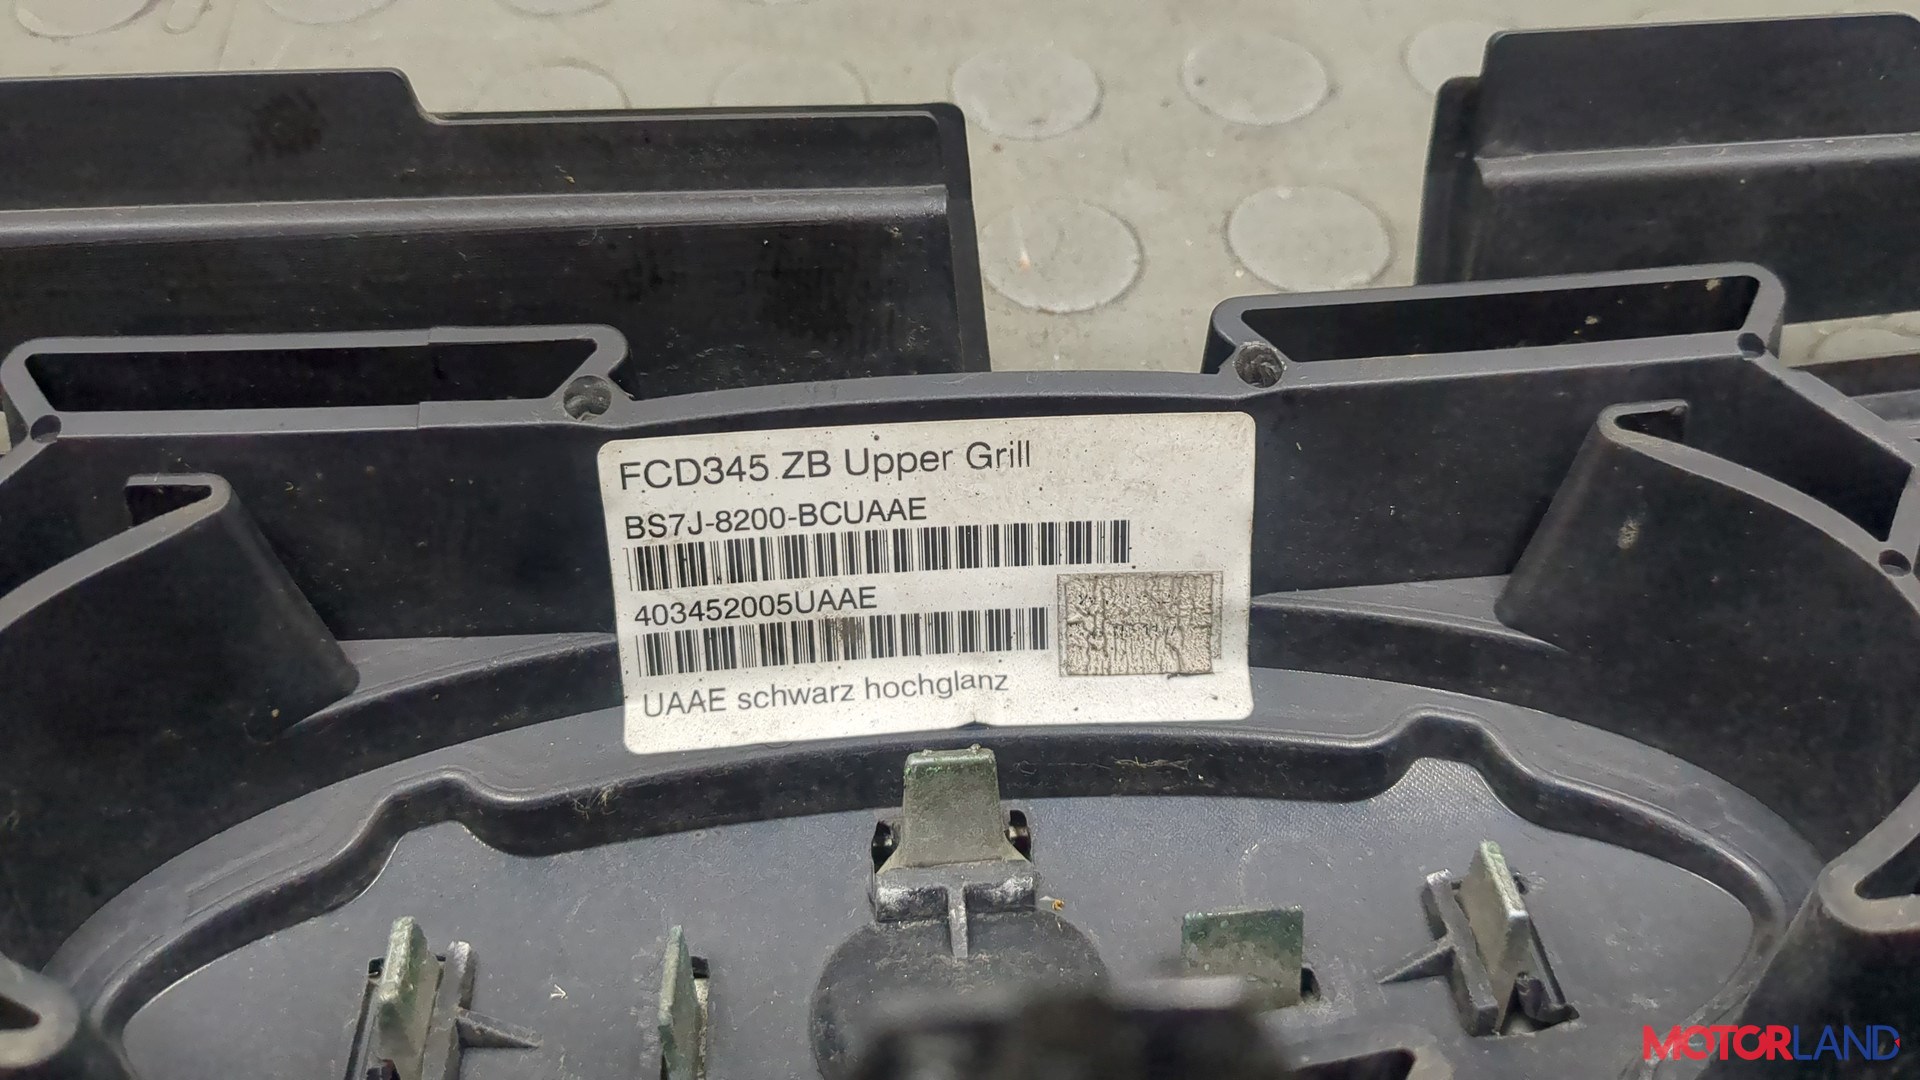 FCD345 ZB Upper Grill
BS7J-8200-BCUAAE
403452005UAAE
UAAE schwarz hochglanz
MOTORLAND